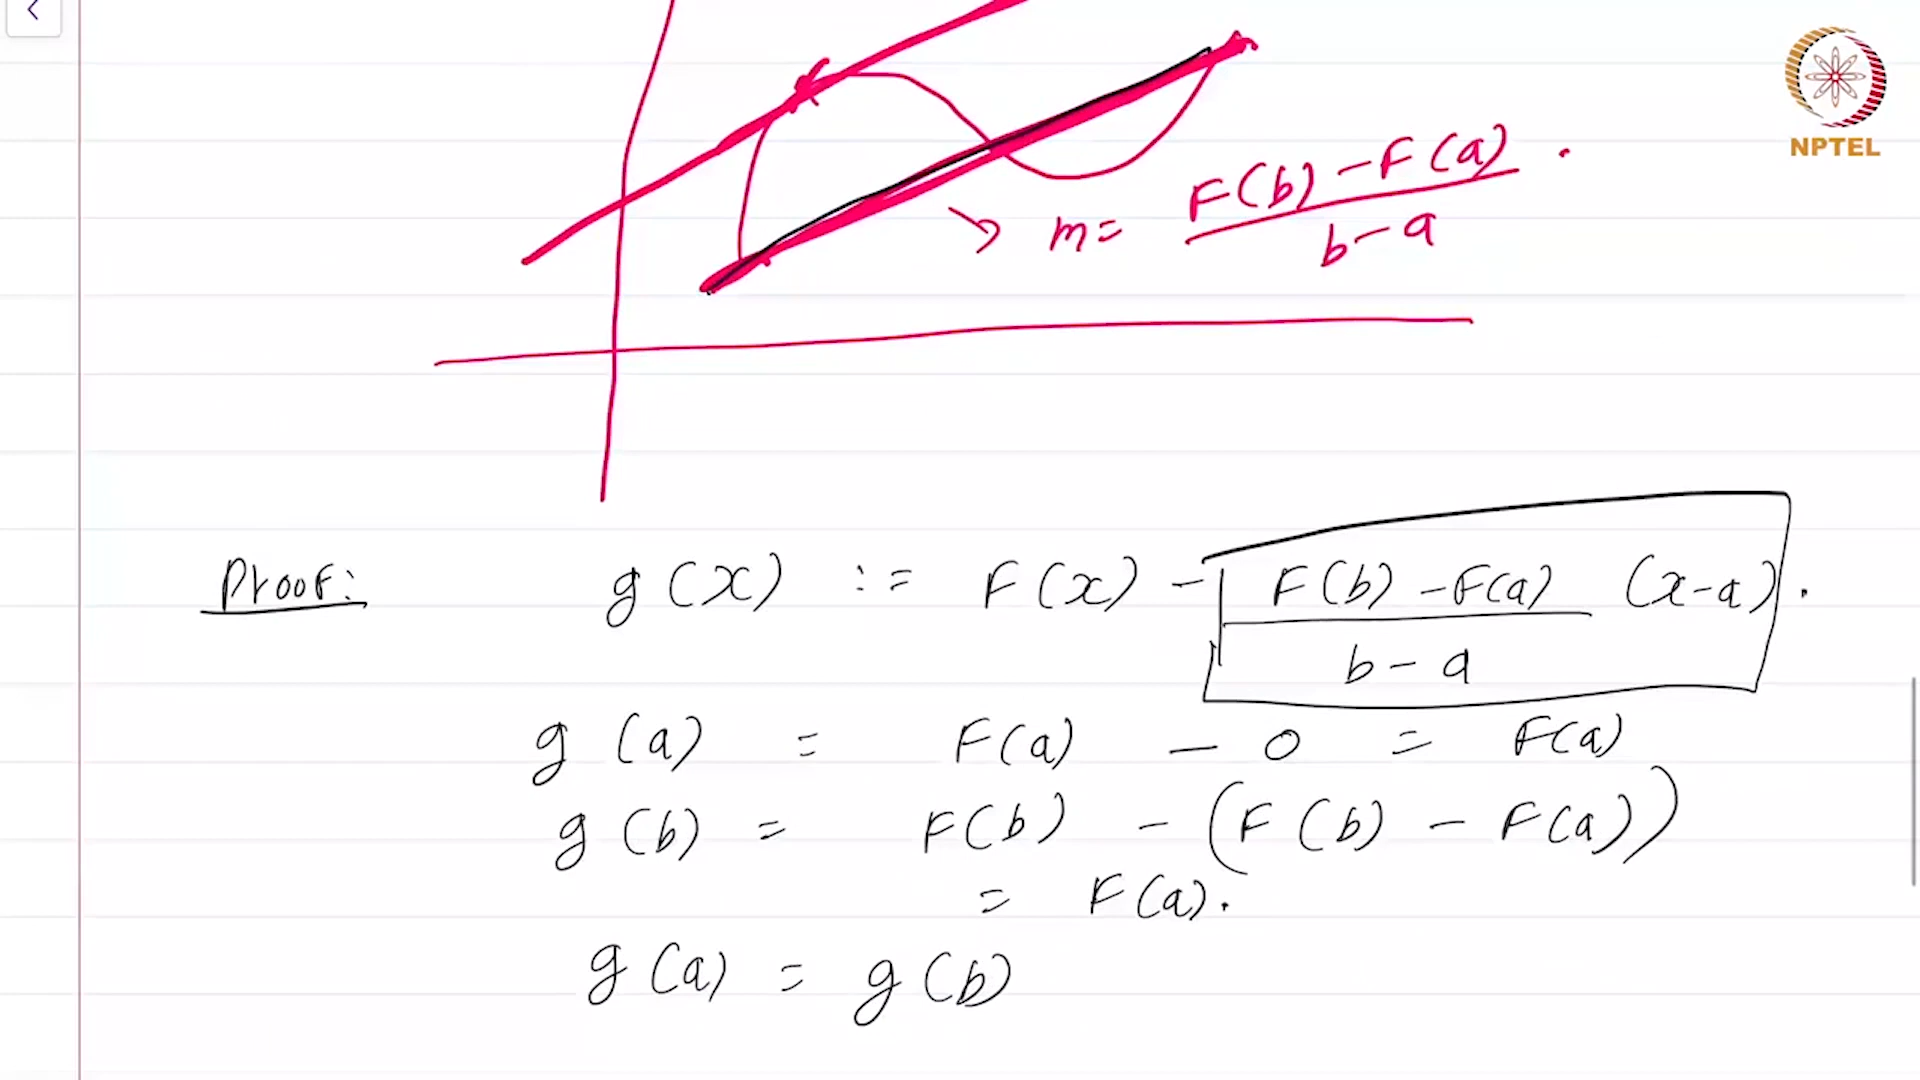 NPTEL
m = F(b) - F(a) / b - a .
Proof: g(x) := F(x) - F(b) - F(a) / b - a (x-a).
g(a) = F(a) - 0 = F(a)
g(b) = F(b) - (F(b) - F(a))
= F(a).
g(a) = g(b)